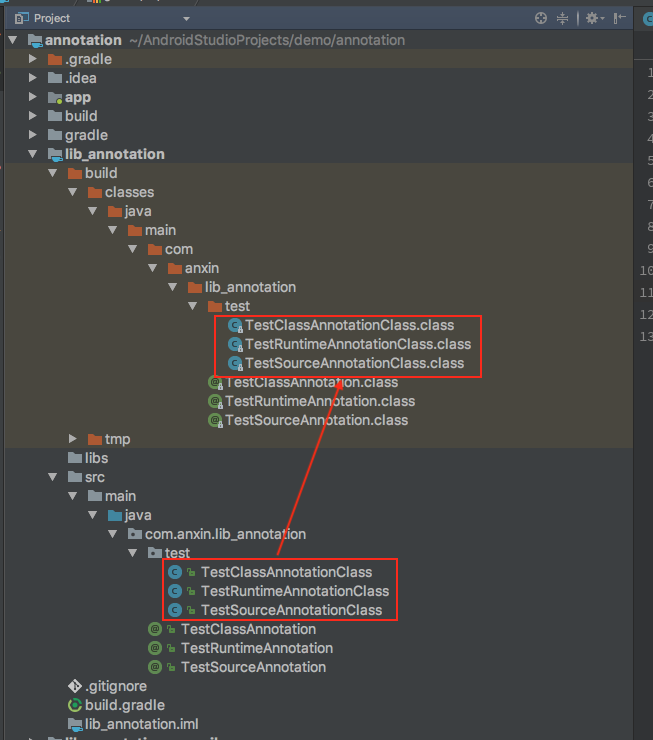 Project
annotation ~/AndroidStudioProjects/demo/annotation
.gradle
.idea
app
build
gradle
lib_annotation
build
classes
java
main
com
anxin
lib_annotation
test
TestClassAnnotationClass.class
TestRuntimeAnnotationClass.class
TestSourceAnnotationClass.class
TestClassAnnotation.class
TestRuntimeAnnotation.class
TestSourceAnnotation.class
tmp
libs
src
main
java
com.anxin.lib_annotation
test
TestClassAnnotationClass
TestRuntimeAnnotationClass
TestSourceAnnotationClass
TestClassAnnotation
TestRuntimeAnnotation
TestSourceAnnotation
.gitignore
build.gradle
lib_annotation.iml
1
2
3
4
5
6
7
8
9
10
11
12
13